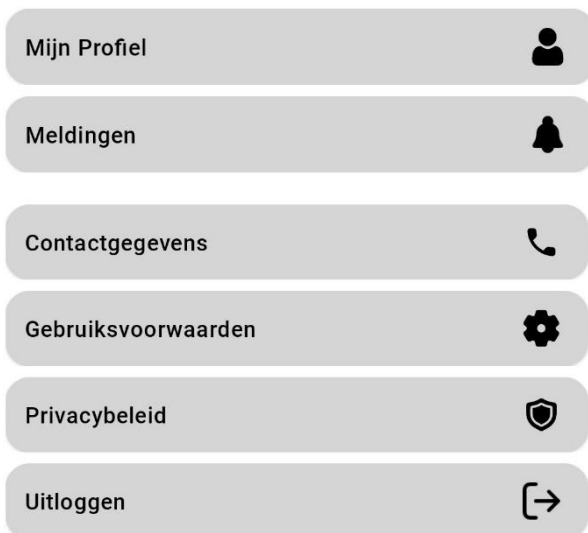 Mijn Profiel
Meldingen
Contactgegevens
Gebruiksvoorwaarden
Privacybeleid
Uitloggen